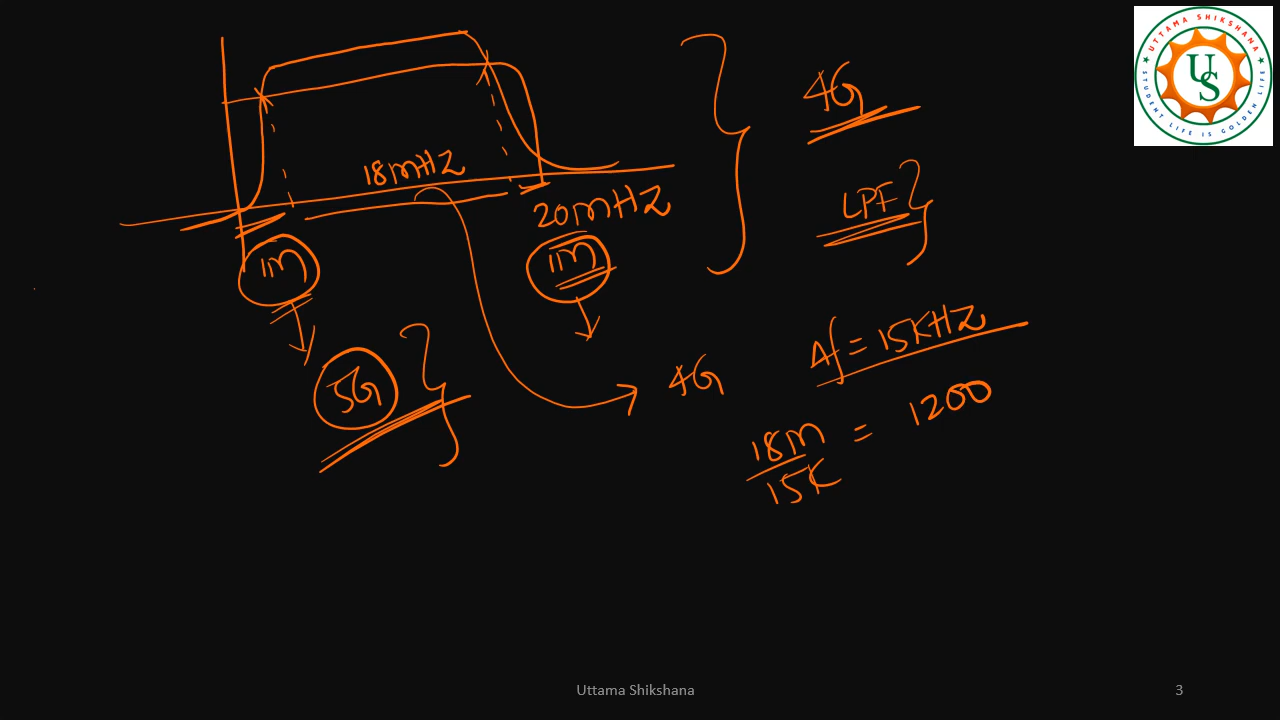 UTTAMA SHIKSHANA
US
STUDENT LIFE IS GOLDEN LIFE
4G
18MHZ
LPF
20MHZ
1M
1M
Δf = 15KHZ
5G
4G
18M
15K
= 1200
Uttama Shikshana
3